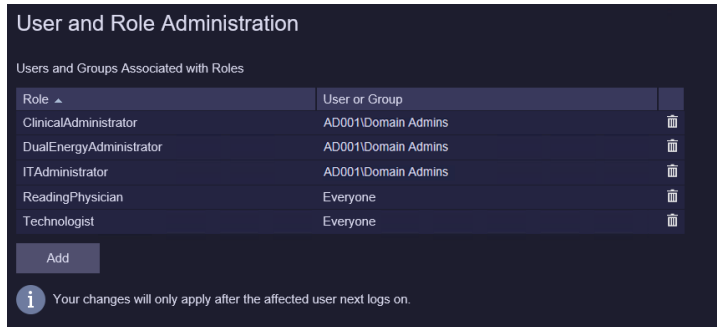 User and Role Administration
Users and Groups Associated with Roles
Role User or Group
ClinicalAdministrator AD001\Domain Admins
DualEnergyAdministrator AD001\Domain Admins
ITAdministrator AD001\Domain Admins
ReadingPhysician Everyone
Technologist Everyone
Add
i Your changes will only apply after the affected user next logs on.